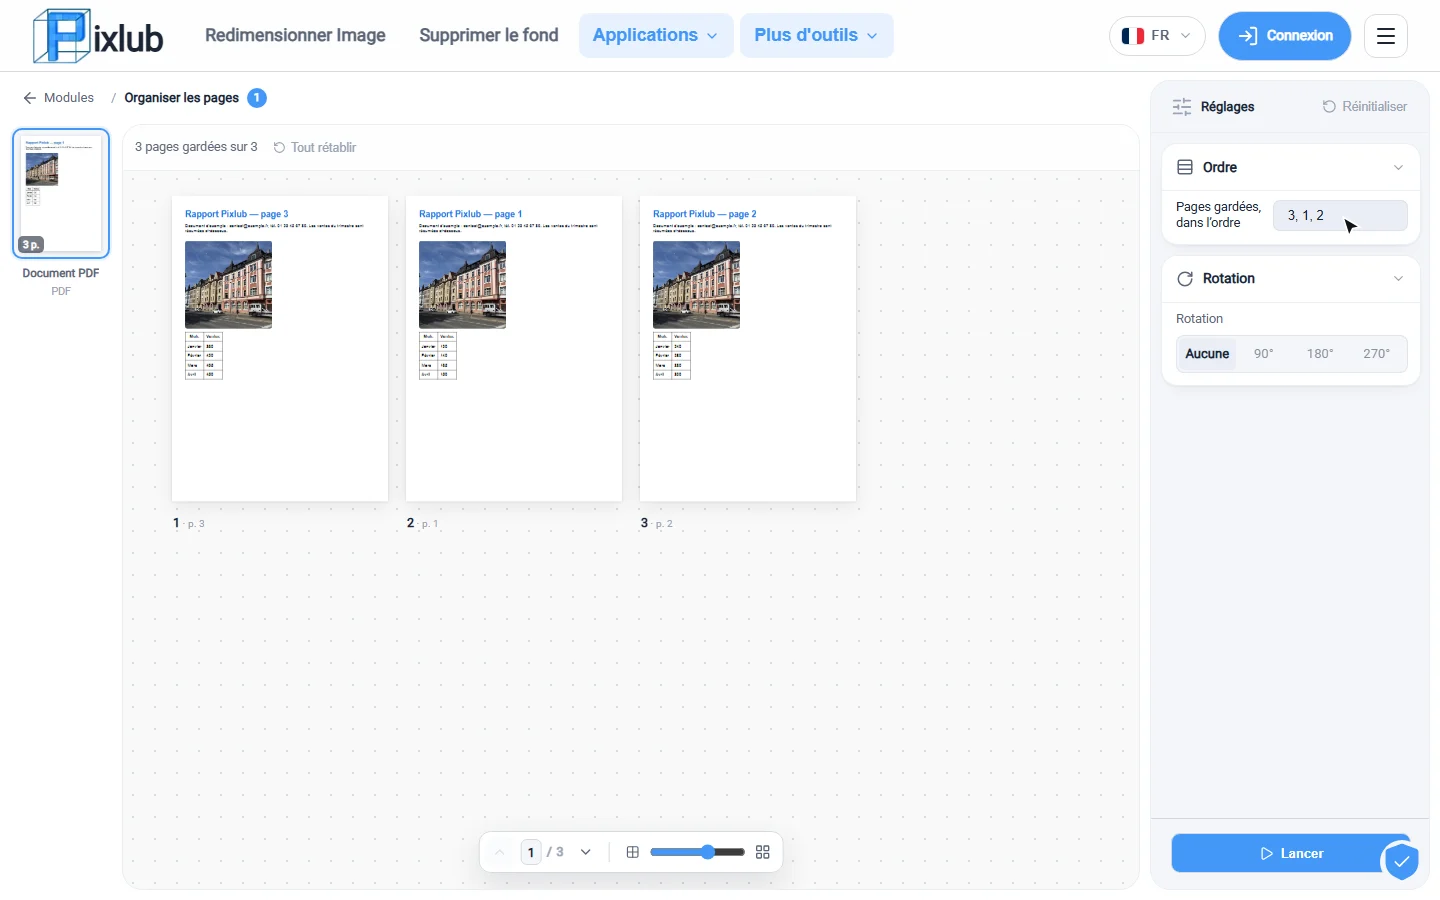 Pixlub
Redimensionner Image
Supprimer le fond
Applications
Plus d'outils
FR
Connexion
Modules
/ Organiser les pages 1
Réglages
Réinitialiser
3 p.
Document PDF
PDF
3 pages gardées sur 3
Tout rétablir
Rapport Pixlub — page 3
1 · p. 3
Rapport Pixlub — page 1
2 · p. 1
Rapport Pixlub — page 2
3 · p. 2
Ordre
Pages gardées,
dans l'ordre
3, 1, 2
Rotation
Rotation
Aucune 90° 180° 270°
1 / 3
Lancer